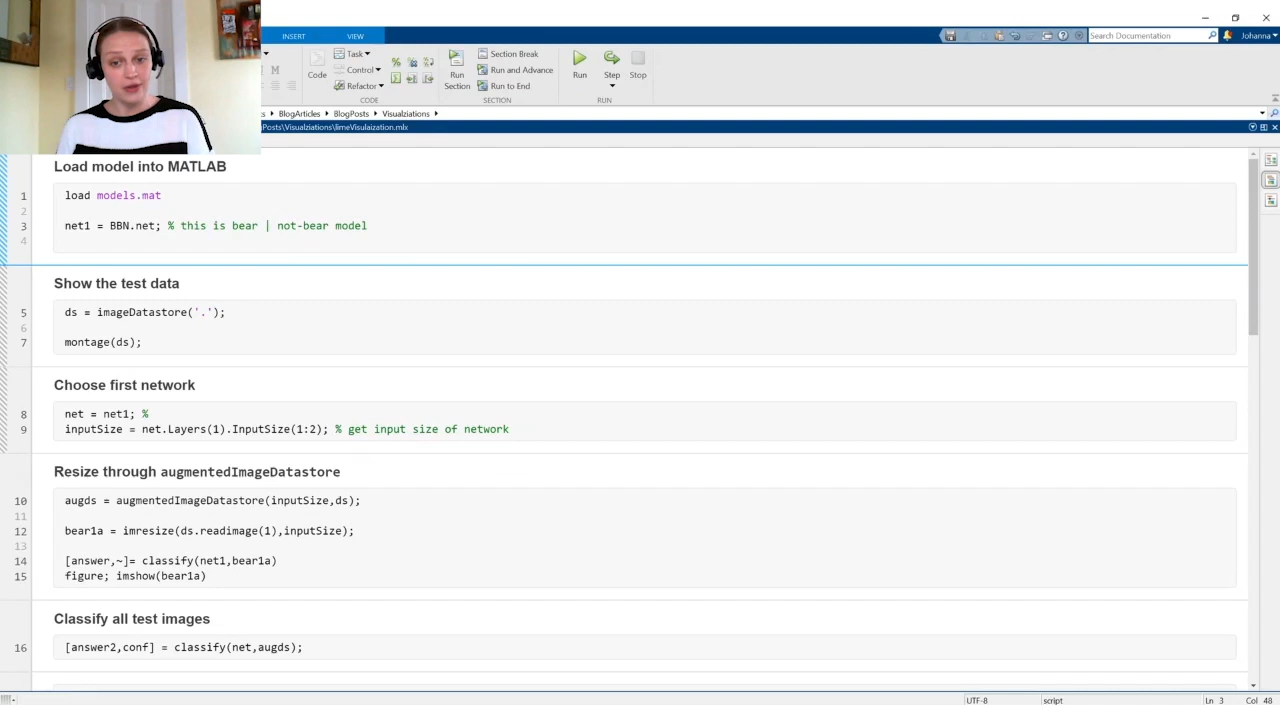 INSERT VIEW
Search Documentation Johanna
Task
Control
Refactor
Code
CODE
Run Section
Section Break
Run and Advance
Run to End
SECTION
Run Step Stop
RUN
BlogArticles BlogPosts Visualziations
Posts\Visualziations\limeVisulaization.mlx
Load model into MATLAB
1 load models.mat
2
3 net1 = BBN.net; % this is bear | not-bear model
4
Show the test data
5 ds = imageDatastore('.');
6
7 montage(ds);
Choose first network
8 net = net1; %
9 inputSize = net.Layers(1).InputSize(1:2); % get input size of network
Resize through augmentedImageDatastore
10 augds = augmentedImageDatastore(inputSize,ds);
11
12 bear1a = imresize(ds.readimage(1),inputSize);
13
14 [answer,~]= classify(net1,bear1a)
15 figure; imshow(bear1a)
Classify all test images
16 [answer2,conf] = classify(net,augds);
UTF-8 script Ln 3 Col 48